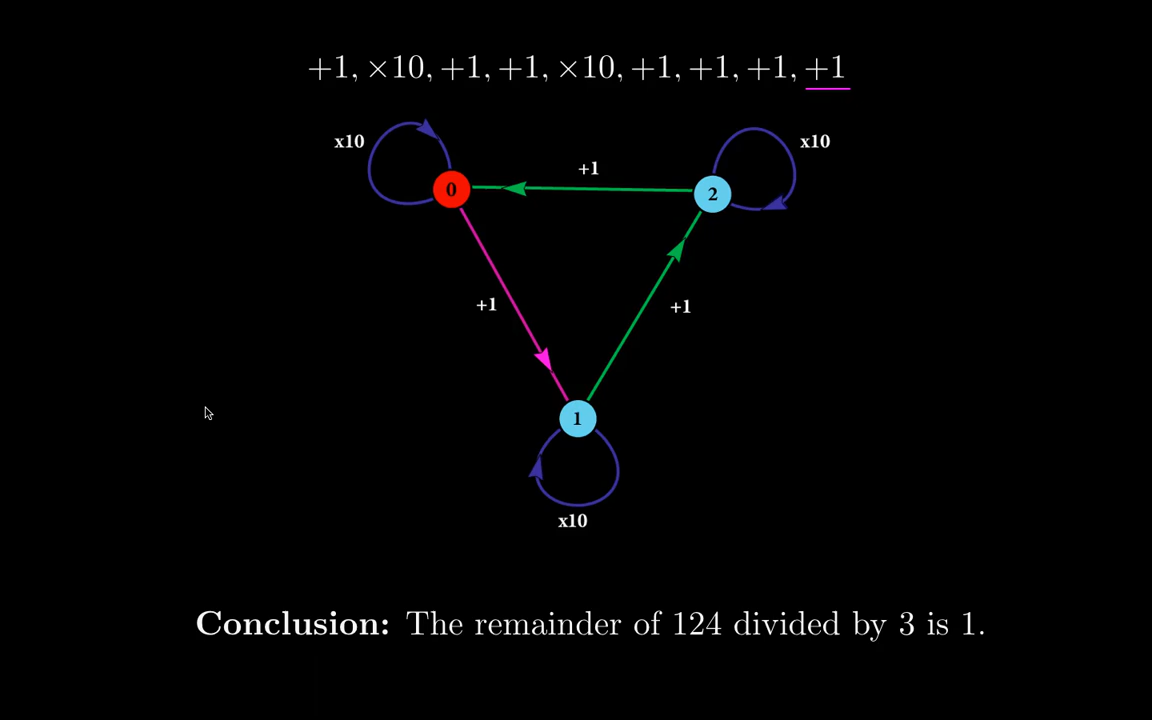 +1, ×10, +1, +1, ×10, +1, +1, +1, +1
x10
x10
+1
0
2
+1
+1
1
x10
Conclusion: The remainder of 124 divided by 3 is 1.